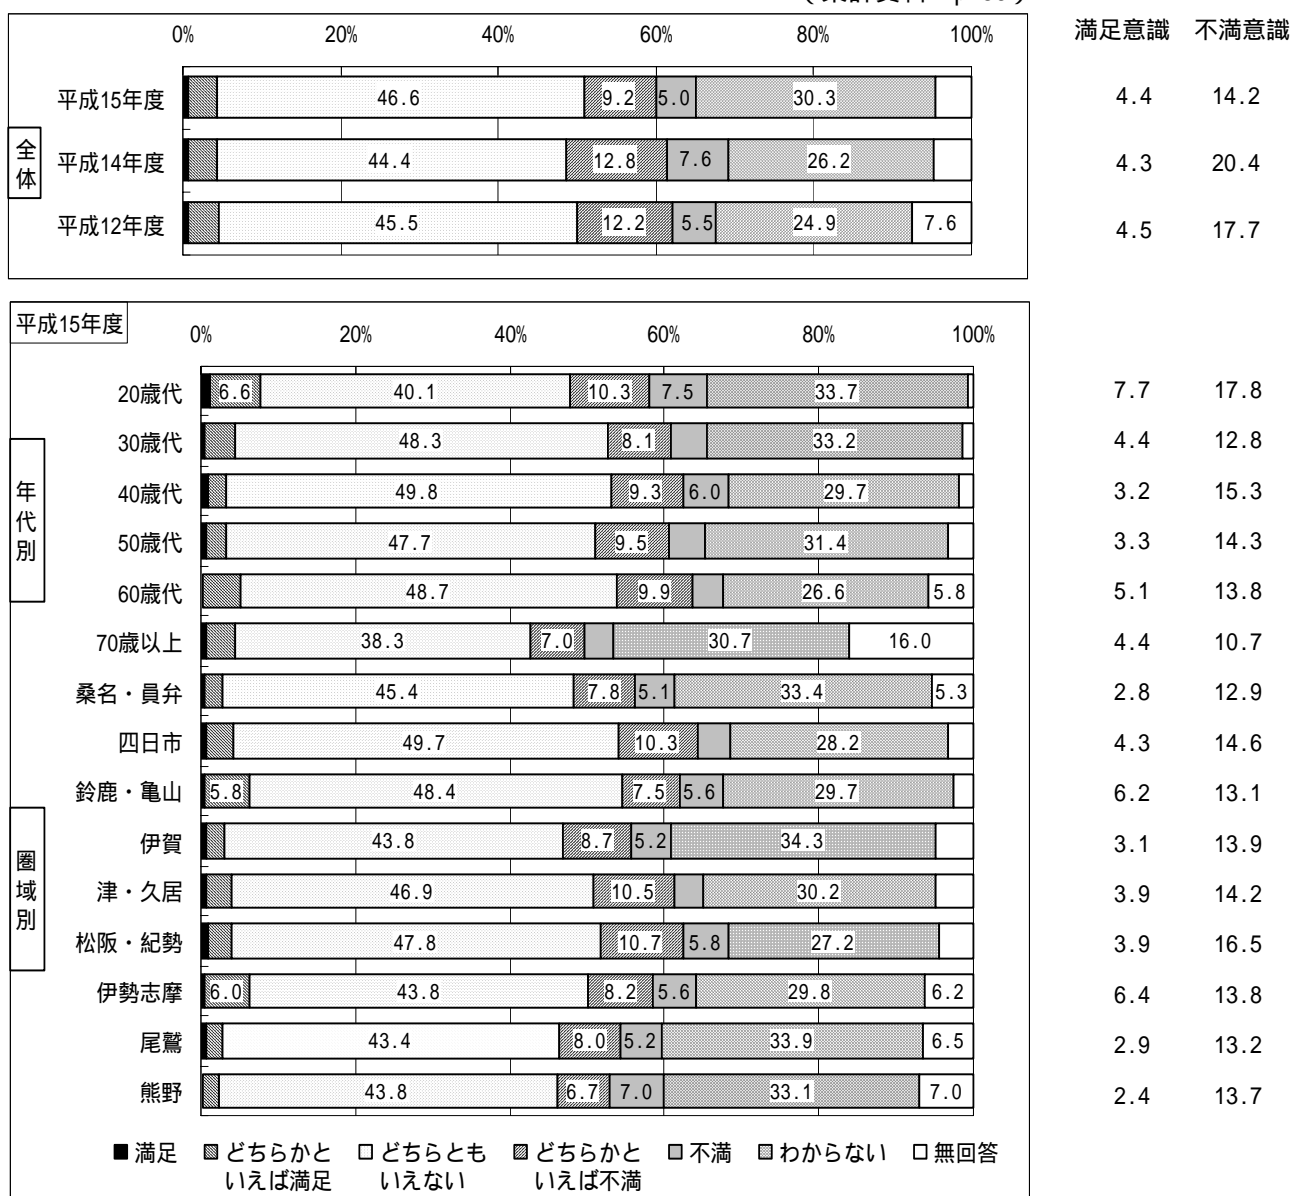 0% 20% 40% 60% 80% 100% 満足意識 不満意識
全体
平成15年度 46.6 9.2 5.0 30.3 4.4 14.2
平成14年度 44.4 12.8 7.6 26.2 4.3 20.4
平成12年度 45.5 12.2 5.5 24.9 7.6 4.5 17.7
平成15年度
0% 20% 40% 60% 80% 100%
年代別
20歳代 6.6 40.1 10.3 7.5 33.7 7.7 17.8
30歳代 48.3 8.1 33.2 4.4 12.8
40歳代 49.8 9.3 6.0 29.7 3.2 15.3
50歳代 47.7 9.5 31.4 3.3 14.3
60歳代 48.7 9.9 26.6 5.8 5.1 13.8
70歳以上 38.3 7.0 30.7 16.0 4.4 10.7
圏域別
桑名・員弁 45.4 7.8 5.1 33.4 5.3 2.8 12.9
四日市 49.7 10.3 28.2 4.3 14.6
鈴鹿・亀山 5.8 48.4 7.5 5.6 29.7 6.2 13.1
伊賀 43.8 8.7 5.2 34.3 3.1 13.9
津・久居 46.9 10.5 30.2 3.9 14.2
松阪・紀勢 47.8 10.7 5.8 27.2 3.9 16.5
伊勢志摩 6.0 43.8 8.2 5.6 29.8 6.2 6.4 13.8
尾鷲 43.4 8.0 5.2 33.9 6.5 2.9 13.2
熊野 43.8 6.7 7.0 33.1 7.0 2.4 13.7
満足 どちらかと どちらとも どちらかと 不満 わからない 無回答
いえば満足 いえない いえば不満